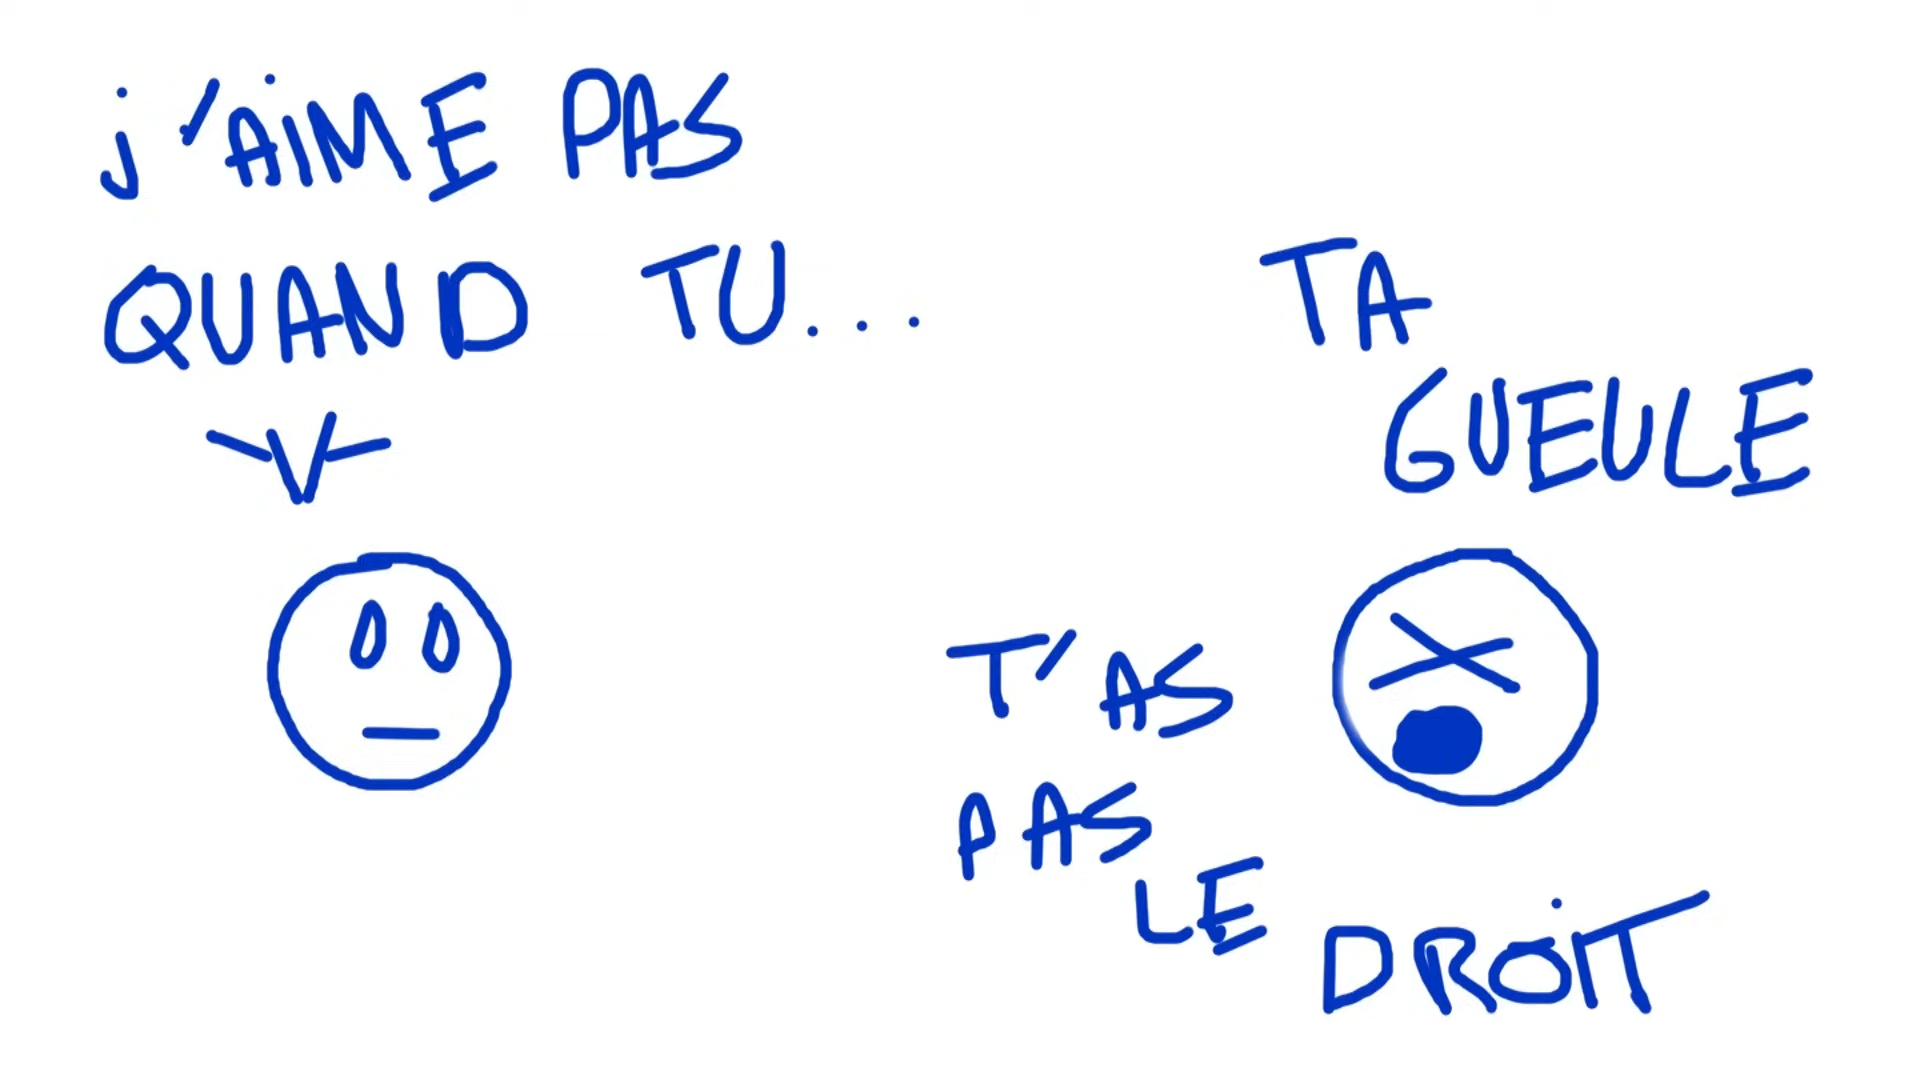 j'AiME PAS
QUAND TU...
TA
GUEULE
T'AS
PAS
LE
DROiT